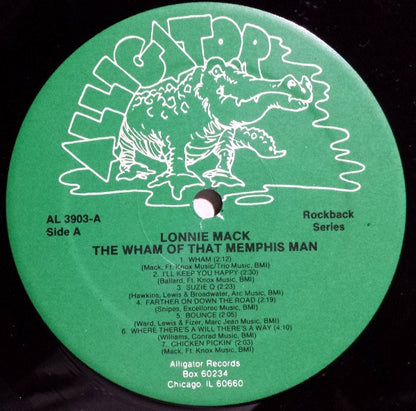 ALLIGATOR
AL 3903-A
Side A
Rockback
Series
LONNIE MACK
THE WHAM OF THAT MEMPHIS MAN
1. WHAM (2:12)
(Mack, Ft. Knox Music/Trio Music, BMI)
2. I'LL KEEP YOU HAPPY (2:30)
(Ballard, Ft. Knox Music, BMI)
3. SUZIE Q (2:23)
(Hawkins, Lewis & Broadwater, Arc Music, BMI)
4. FARTHER ON DOWN THE ROAD (2:19)
(Snipes, Excellorec Music, BMI)
5. BOUNCE (2:05)
(Ward, Lewis & Fizer, Marc Jean Music, BMI)
6. WHERE THERE'S A WILL THERE'S A WAY (4:10)
(Williams, Conrad Music, BMI)
7. CHICKEN PICKIN' (2:03)
(Mack, Ft. Knox Music, BMI)
Alligator Records
Box 60234
Chicago, IL 60660